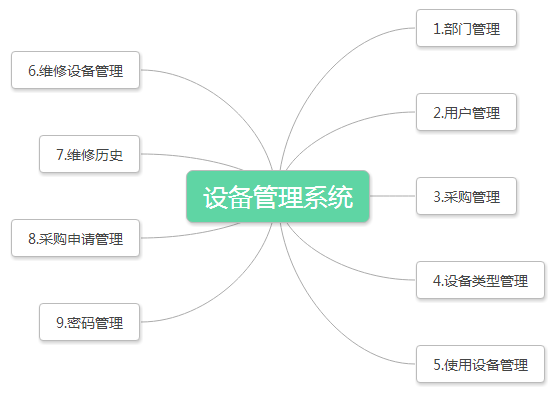 设备管理系统
1.部门管理
2.用户管理
3.采购管理
4.设备类型管理
5.使用设备管理
6.维修设备管理
7.维修历史
8.采购申请管理
9.密码管理